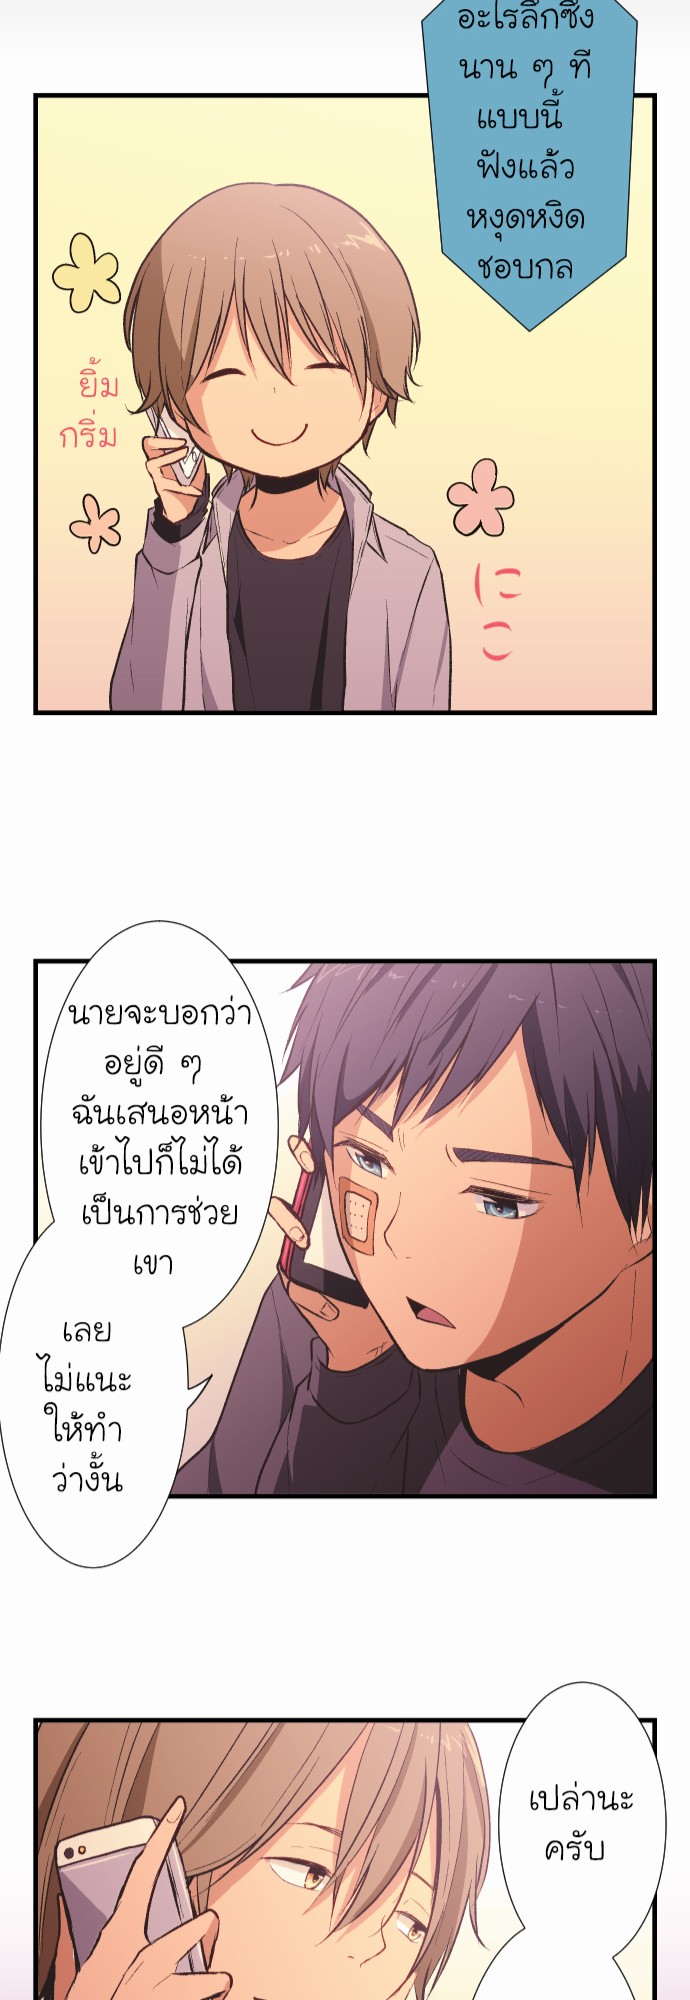 อะไรลึกซึ้ง
นาน ๆ ที
แบบนี้
ฟังแล้ว
หงุดหงิด
ชอบกล
ยิ้ม
กริ่ม
に
こ
นายจะบอกว่า
อยู่ดี ๆ
ฉันเสนอหน้า
เข้าไปก็ไม่ได้
เป็นการช่วย
เขา
เลย
ไม่แนะ
ให้ทำ
ว่างั้น
เปล่านะ
ครับ